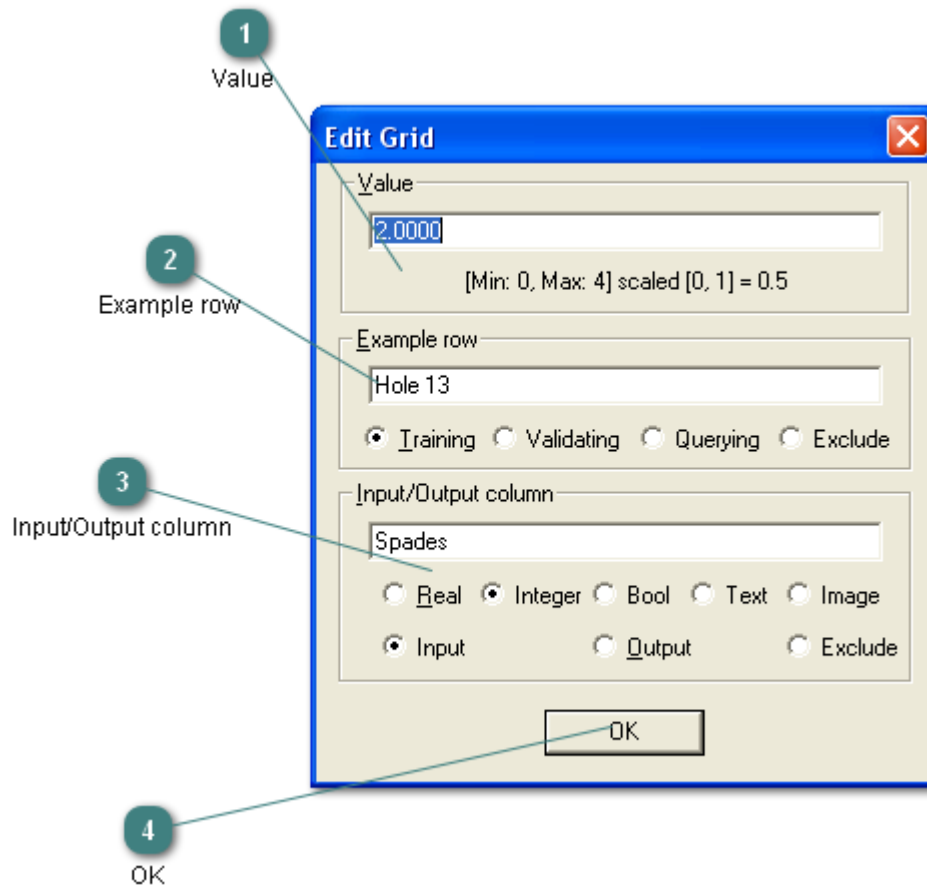 1
Value
Edit Grid
Value
2.0000
[Min: 0, Max: 4] scaled [0, 1] = 0.5
2
Example row
Example row
Hole 13
Training Validating Querying Exclude
3
Input/Output column
Input/Output column
Spades
Real Integer Bool Text Image
Input Output Exclude
OK
4
OK